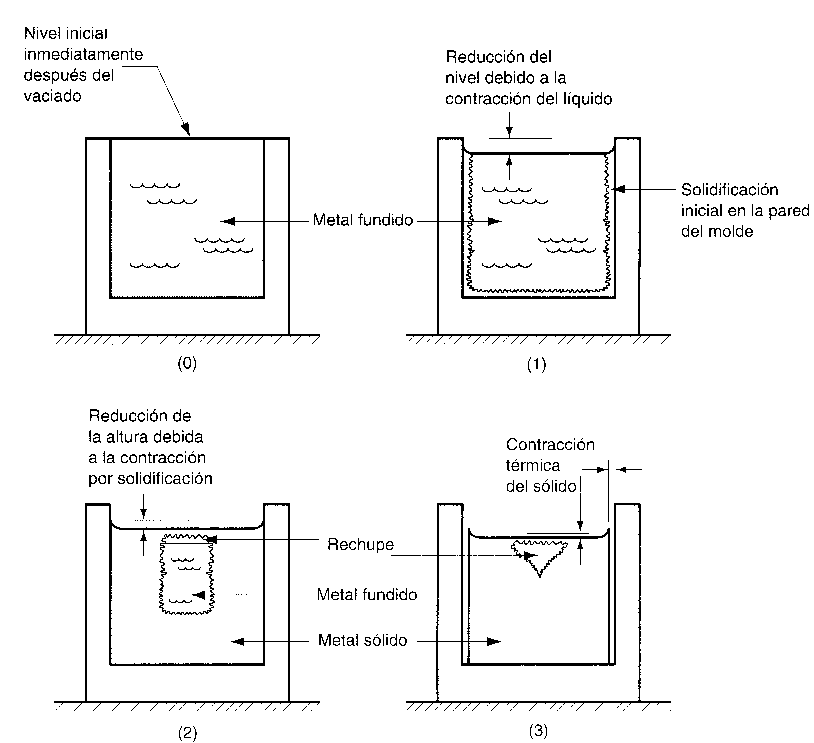 Nivel inicial
inmediatamente
después del
vaciado
Reducción del
nivel debido a la
contracción del líquido
Metal fundido
Solidificación
inicial en la pared
del molde
(0)
(1)
Reducción de
la altura debida
a la contracción
por solidificación
Contracción
térmica
del sólido
Rechupe
Metal fundido
Metal sólido
(2)
(3)